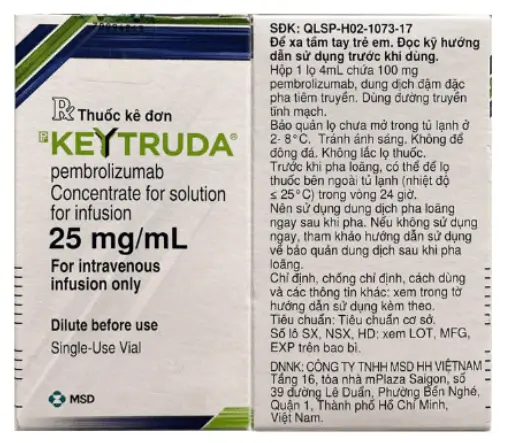 Rx Thuốc kê đơn
KEYTRUDA®
pembrolizumab
Concentrate for solution
for infusion
25 mg/mL
For intravenous
infusion only
Dilute before use
Single-Use Vial
MSD
SĐK: QLSP-H02-1073-17
Để xa tầm tay trẻ em. Đọc kỹ hướng
dẫn sử dụng trước khi dùng.
Hộp 1 lọ 4mL chứa 100 mg
pembrolizumab, dung dịch đậm đặc
pha tiêm truyền. Dùng đường truyền
tĩnh mạch.
Bảo quản lọ chưa mở trong tủ lạnh ở
2- 8°C. Tránh ánh sáng. Không để
đông đá. Không lắc lọ thuốc.
Trước khi pha loãng, có thể để lọ
thuốc bên ngoài tủ lạnh (nhiệt độ
≤ 25°C) trong vòng 24 giờ.
Nên sử dụng dung dịch pha loãng
ngay sau khi pha. Nếu không sử dụng
ngay, tham khảo hướng dẫn sử dụng
về bảo quản dung dịch sau khi pha
loãng.
Chỉ định, chống chỉ định, cách dùng
và các thông tin khác: xem trong tờ
hướng dẫn sử dụng kèm theo.
Tiêu chuẩn: Tiêu chuẩn cơ sở.
Số lô SX, NSX, HD: xem LOT, MFG,
EXP trên bao bì.
DNNK: CÔNG TY TNHH MSD HH VIỆTNAM
Tầng 16, tòa nhà mPlaza Saigon, số
39 đường Lê Duẩn, Phường Bến Nghé,
Quận 1, Thành phố Hồ Chí Minh,
Việt Nam.